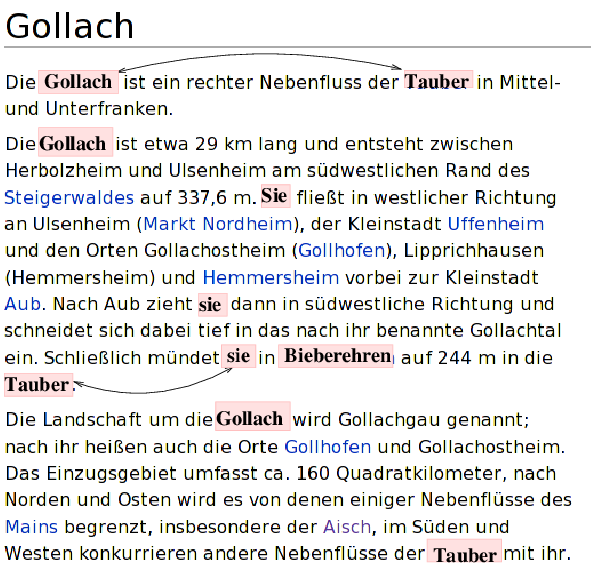 Gollach
Die Gollach ist ein rechter Nebenfluss der Tauber in Mittel-
und Unterfranken.
Die Gollach ist etwa 29 km lang und entsteht zwischen
Herbolzheim und Ulsenheim am südwestlichen Rand des
Steigerwaldes auf 337,6 m. Sie fließt in westlicher Richtung
an Ulsenheim (Markt Nordheim), der Kleinstadt Uffenheim
und den Orten Gollachostheim (Gollhofen), Lipprichhausen
(Hemmersheim) und Hemmersheim vorbei zur Kleinstadt
Aub. Nach Aub zieht sie dann in südwestliche Richtung und
schneidet sich dabei tief in das nach ihr benannte Gollachtal
ein. Schließlich mündet sie in Bieberehren auf 244 m in die
Tauber.
Die Landschaft um die Gollach wird Gollachgau genannt;
nach ihr heißen auch die Orte Gollhofen und Gollachostheim.
Das Einzugsgebiet umfasst ca. 160 Quadratkilometer, nach
Norden und Osten wird es von denen einiger Nebenflüsse des
Mains begrenzt, insbesondere der Aisch, im Süden und
Westen konkurrieren andere Nebenflüsse der Tauber mit ihr.